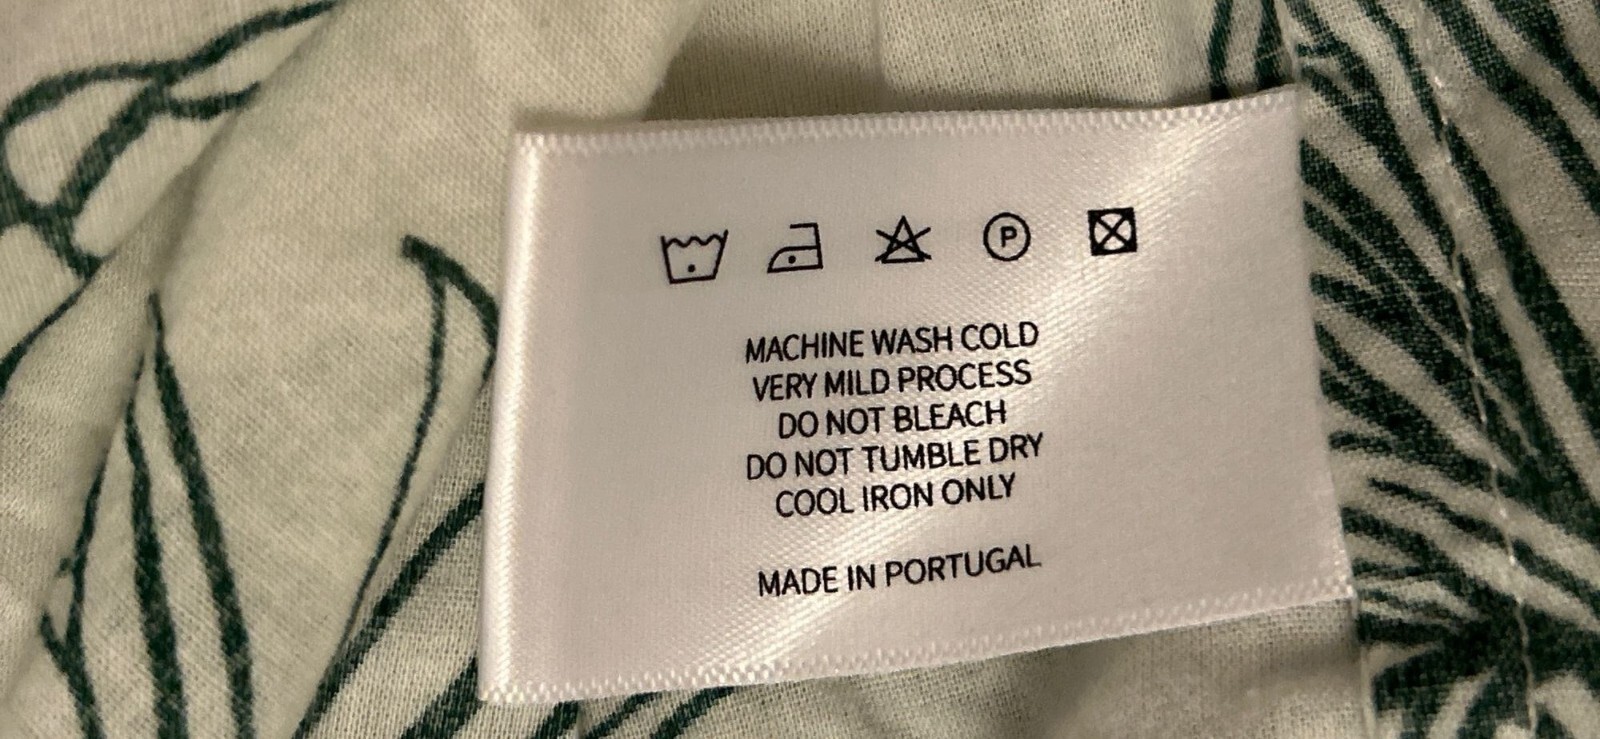 P
MACHINE WASH COLD
VERY MILD PROCESS
DO NOT BLEACH
DO NOT TUMBLE DRY
COOL IRON ONLY
MADE IN PORTUGAL